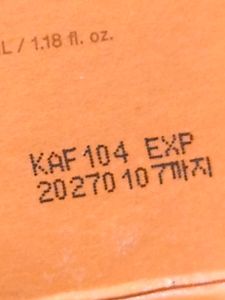 L / 1.18 fl. oz.
KAF104 EXP
20270107까지